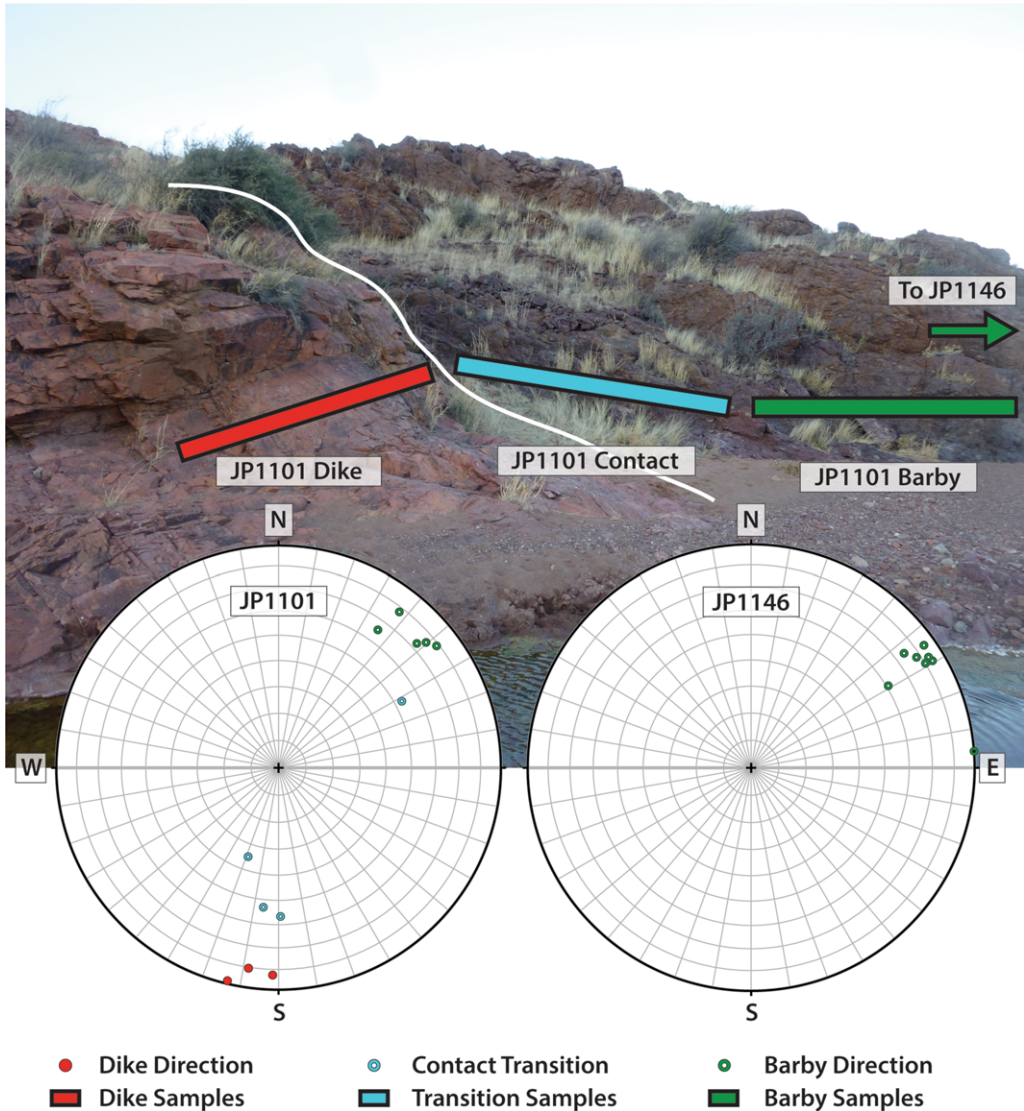 To JP1146
JP1101 Dike
JP1101 Contact
JP1101 Barby
N
N
JP1101
JP1146
W
E
S
S
Dike Direction
Contact Transition
Barby Direction
Dike Samples
Transition Samples
Barby Samples